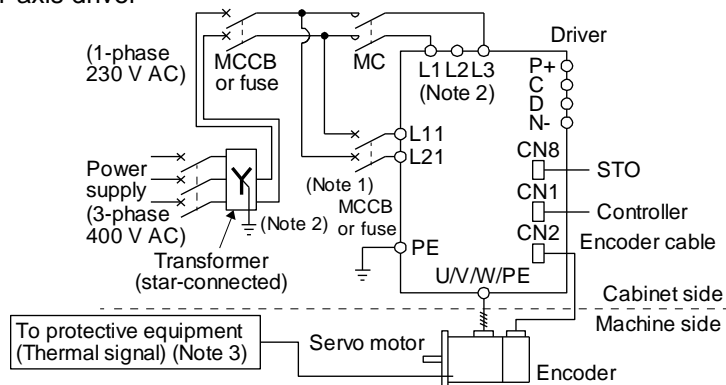 axis driver
(1-phase
230 V AC)
MCCB
or fuse
MC
L1 L2 L3
(Note 2)
Driver
P+
C
D
N-
L11
L21
CN8
STO
CN1
Controller
CN2
Encoder cable
Power
supply
(3-phase
400 V AC)
(Note 1)
MCCB
or fuse
(Note 2)
Transformer
(star-connected)
PE
U/V/W/PE
Cabinet side
Machine side
To protective equipment
(Thermal signal) (Note 3)
Servo motor
Encoder